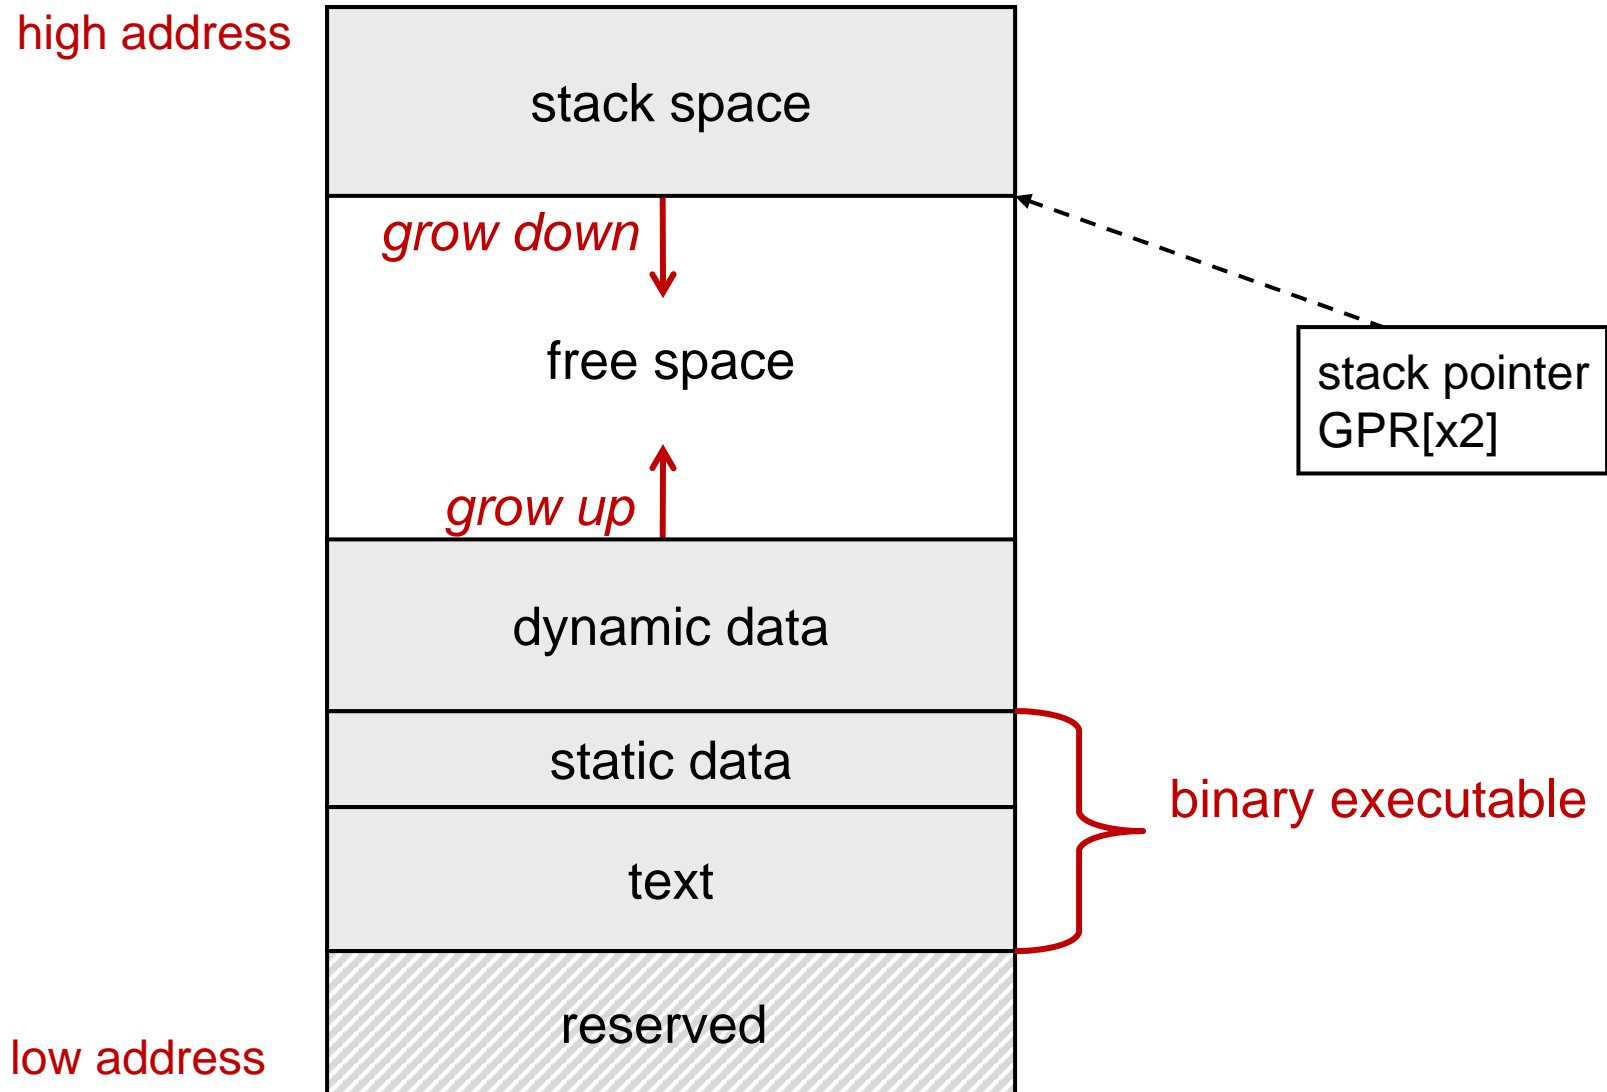 high address
stack space
grow down
free space
stack pointer
GPR[x2]
grow up
dynamic data
static data
binary executable
text
reserved
low address